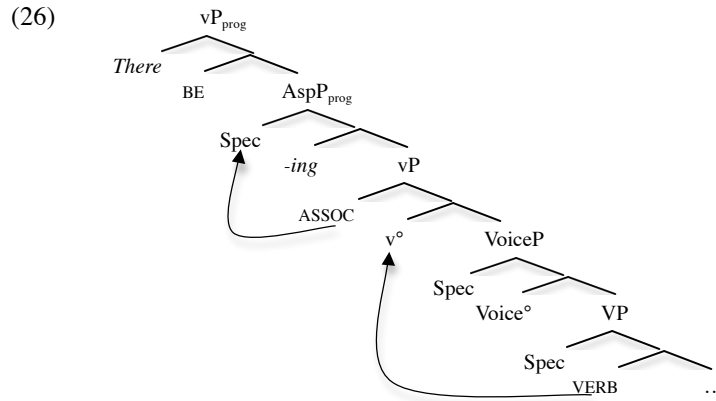 (26)
vP_prog
There
BE
AspP_prog
Spec
-ing
vP
ASSOC
v°
VoiceP
Spec
Voice°
VP
Spec
VERB
..